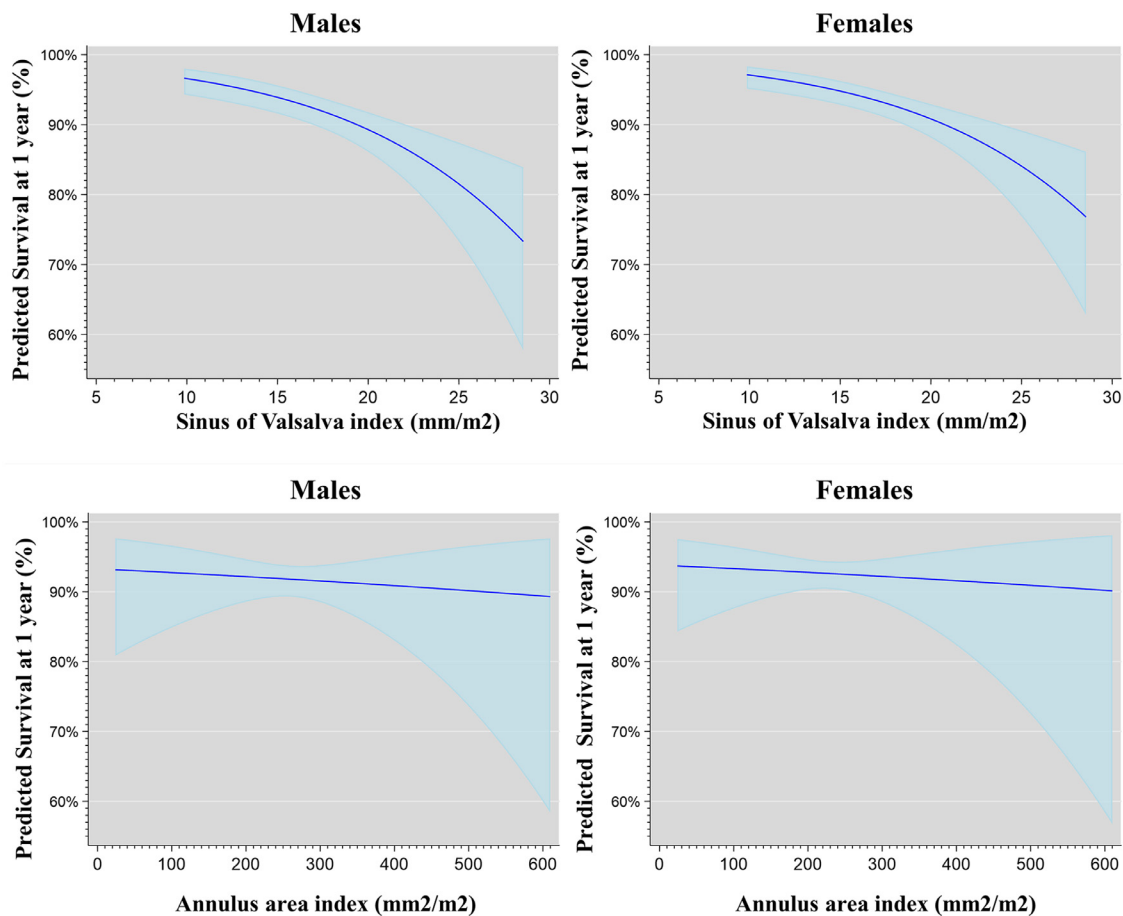 Males
Females
Predicted Survival at 1 year (%)
100%
90%
80%
70%
60%
5 10 15 20 25 30
Sinus of Valsalva index (mm/m2)
Predicted Survival at 1 year (%)
100%
90%
80%
70%
60%
5 10 15 20 25 30
Sinus of Valsalva index (mm/m2)
Males
Females
Predicted Survival at 1 year (%)
100%
90%
80%
70%
60%
0 100 200 300 400 500 600
Annulus area index (mm2/m2)
Predicted Survival at 1 year (%)
100%
90%
80%
70%
60%
0 100 200 300 400 500 600
Annulus area index (mm2/m2)